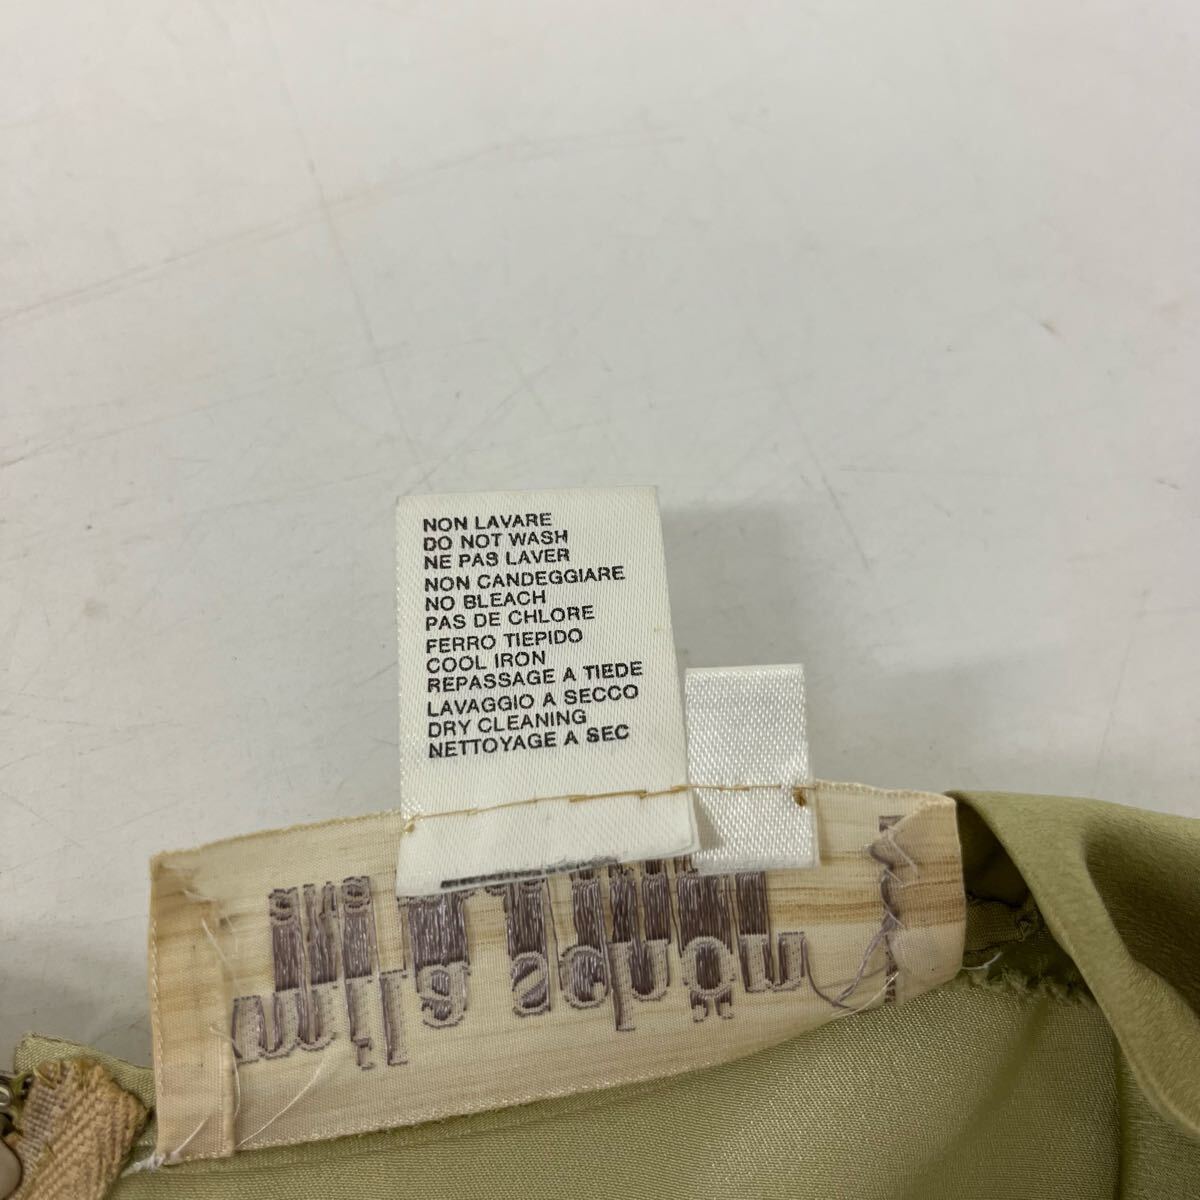 NON LAVARE
DO NOT WASH
NE PAS LAVER
NON CANDEGGIARE
NO BLEACH
PAS DE CHLORE
FERRO TIEPIDO
COOL IRON
REPASSAGE A TIEDE
LAVAGGIO A SECCO
DRY CLEANING
NETTOYAGE A SEC